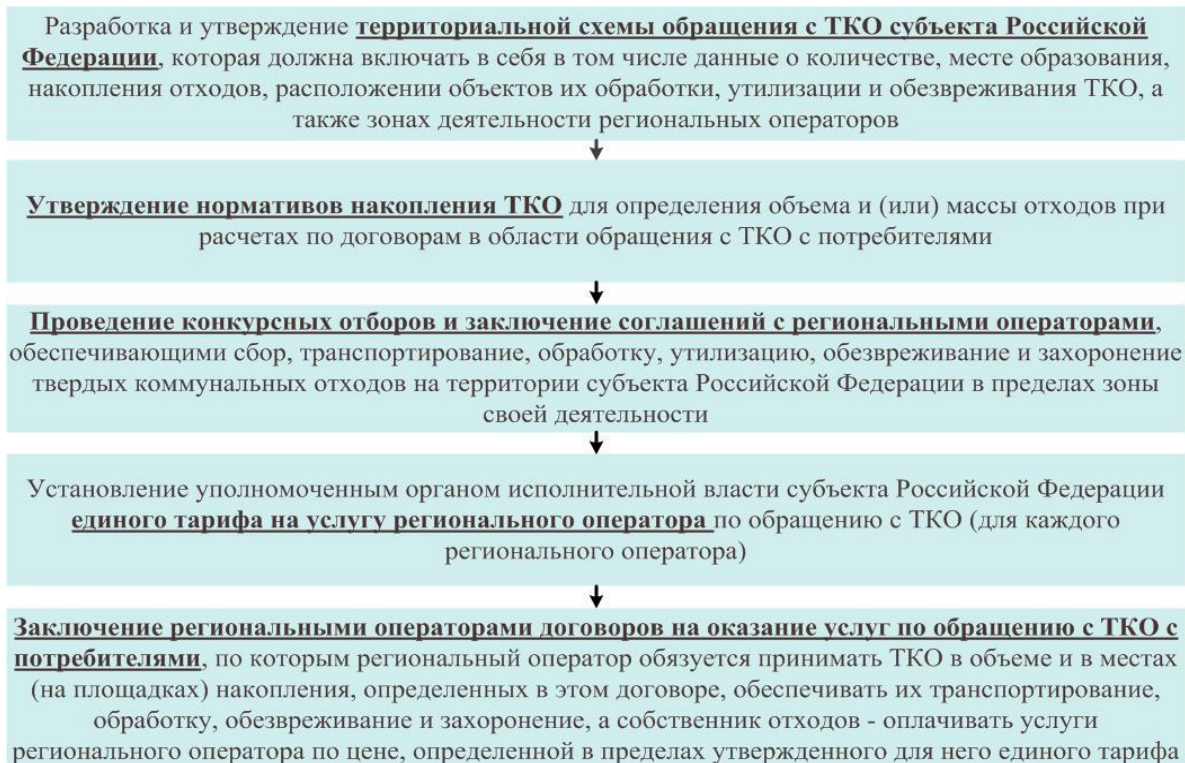 Разработка и утверждение территориальной схемы обращения с ТКО субъекта Российской
Федерации, которая должна включать в себя в том числе данные о количестве, месте образования,
накопления отходов, расположении объектов их обработки, утилизации и обезвреживания ТКО, а
также зонах деятельности региональных операторов
Утверждение нормативов накопления ТКО для определения объема и (или) массы отходов при
расчетах по договорам в области обращения с ТКО с потребителями
Проведение конкурсных отборов и заключение соглашений с региональными операторами,
обеспечивающими сбор, транспортирование, обработку, утилизацию, обезвреживание и захоронение
твердых коммунальных отходов на территории субъекта Российской Федерации в пределах зоны
своей деятельности
Установление уполномоченным органом исполнительной власти субъекта Российской Федерации
единого тарифа на услугу регионального оператора по обращению с ТКО (для каждого
регионального оператора)
Заключение региональными операторами договоров на оказание услуг по обращению с ТКО с
потребителями, по которым региональный оператор обязуется принимать ТКО в объеме и в местах
(на площадках) накопления, определенных в этом договоре, обеспечивать их транспортирование,
обработку, обезвреживание и захоронение, а собственник отходов - оплачивать услуги
регионального оператора по цене, определенной в пределах утвержденного для него единого тарифа